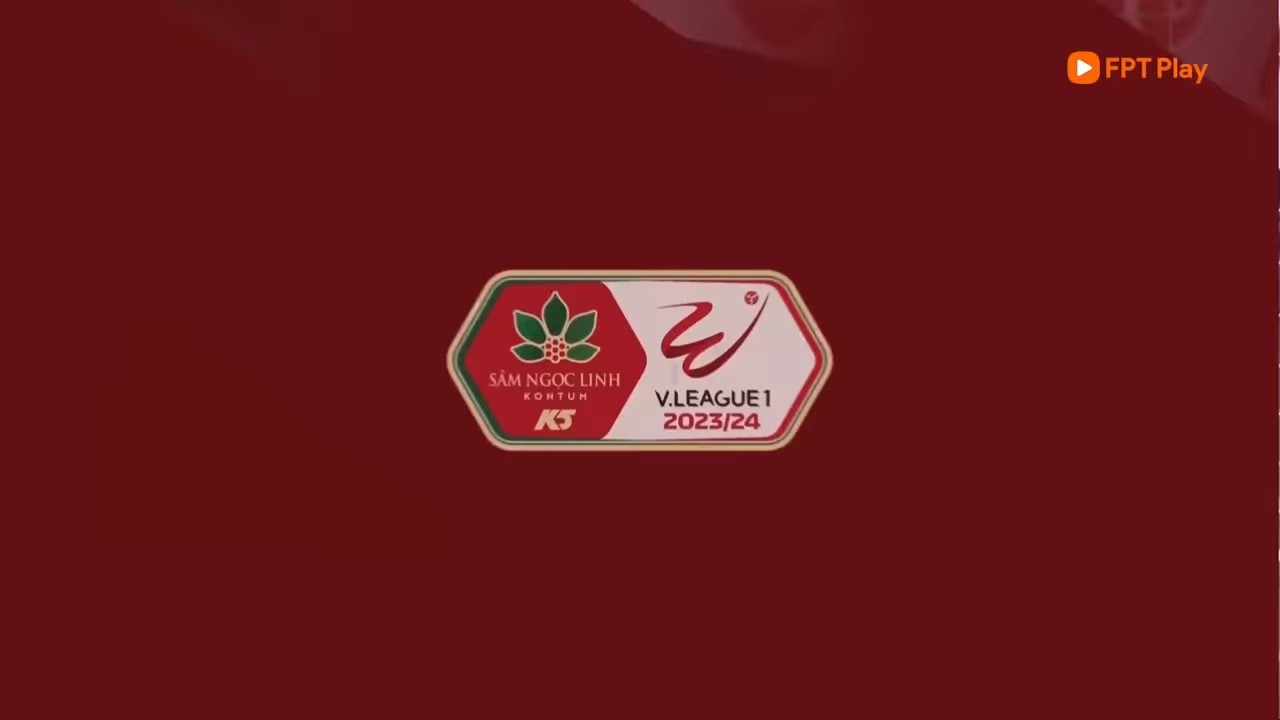 FPT Play
SÂM NGỌC LINH
KONTUM
K5
V.LEAGUE 1
2023/24